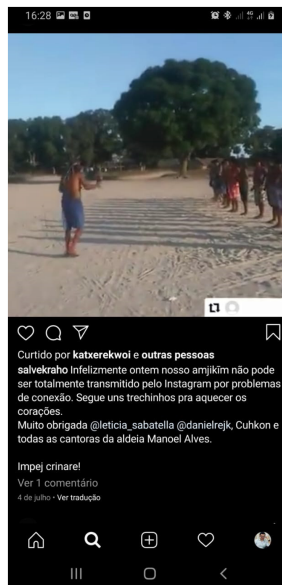 16:28
4G
Curtido por katxerekwoi e outras pessoas
salvekraho Infelizmente ontem nosso amjikĩm não pode
ser totalmente transmitido pelo Instagram por problemas
de conexão. Segue uns trechinhos pra aquecer os
corações.
Muito obrigada @leticia_sabatella @danielrejk, Cuhkon e
todas as cantoras da aldeia Manoel Alves.
Impej crinare!
Ver 1 comentário
4 de julho • Ver tradução